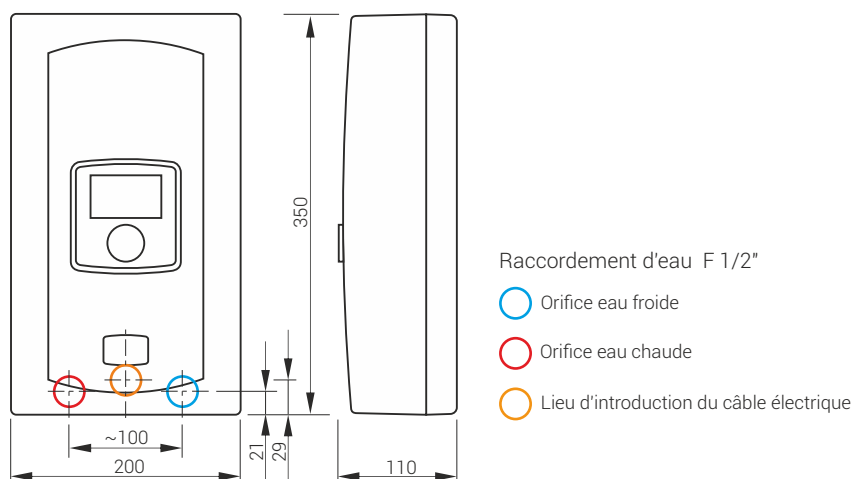 350
Raccordement d'eau F 1/2"
Orifice eau froide
Orifice eau chaude
Lieu d'introduction du câble électrique
~100
21
29
200
110